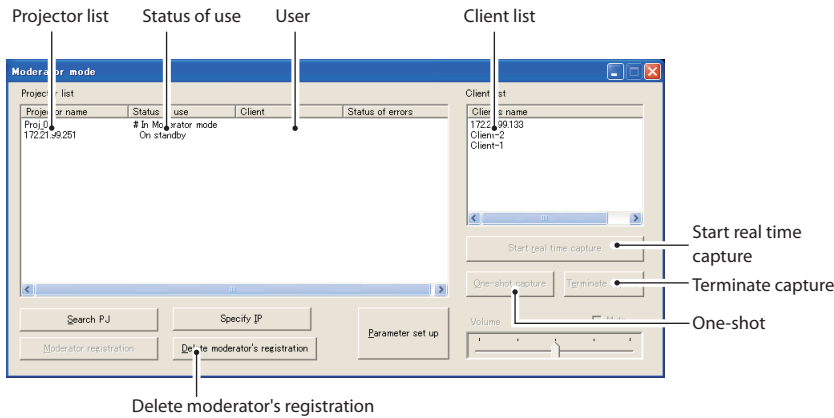 Projector list Status of use User Client list
Moderator mode
Projector list Client list
Projector name Status of use Client Status of errors Clients name
Proj_0 # In Moderator mode 172.21.99.133
172.21.99.251 On standby Client-2
Client-1
Start real time capture
Start real time
capture
One-shot capture Terminate
Terminate capture
Search PJ Specify IP
Parameter set up
Volume Mute
One-shot
Moderator registration Delete moderator's registration
Delete moderator's registration